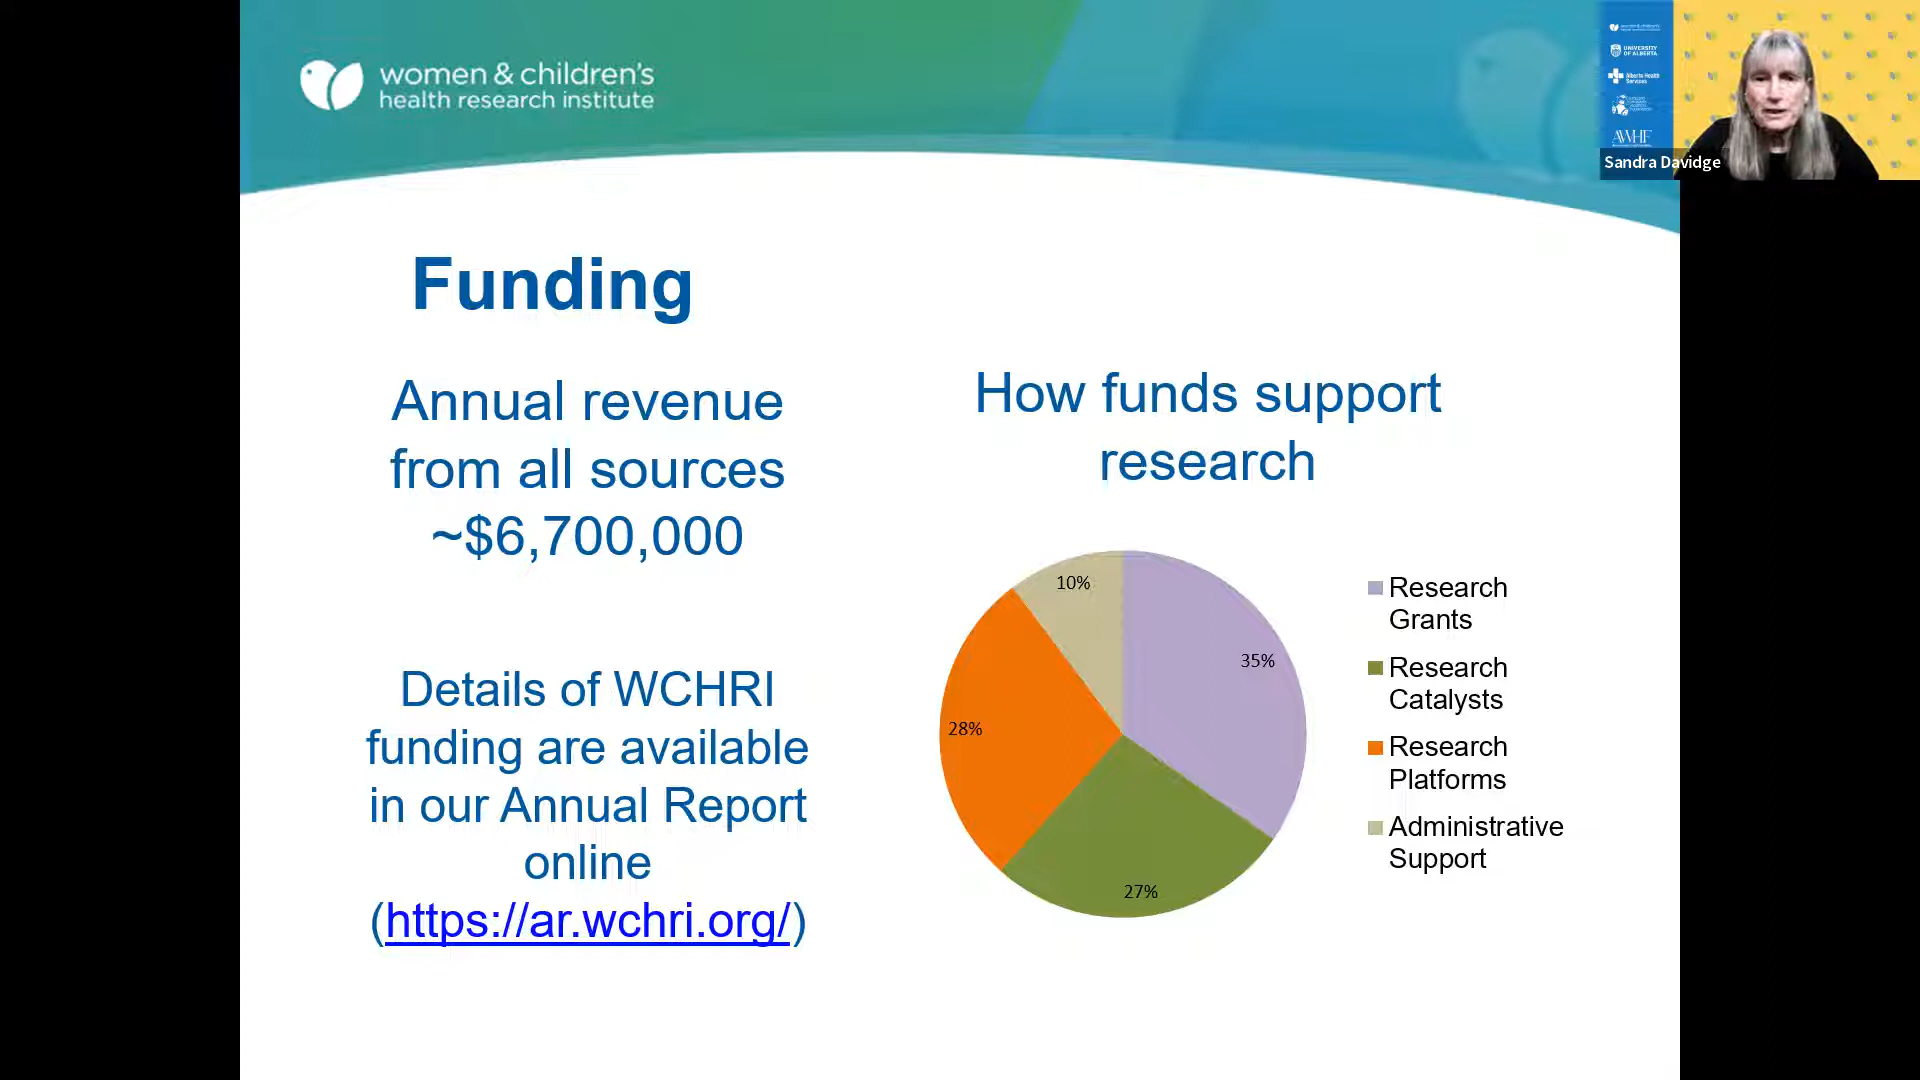 women & children's
health research institute
UNIVERSITY
OF ALBERTA
Alberta Health
Services
AWHF
Sandra Davidge
Funding
Annual revenue
from all sources
~$6,700,000
Details of WCHRI
funding are available
in our Annual Report
online
(https://ar.wchri.org/)
How funds support
research
10%
35%
28%
27%
Research
Grants
Research
Catalysts
Research
Platforms
Administrative
Support